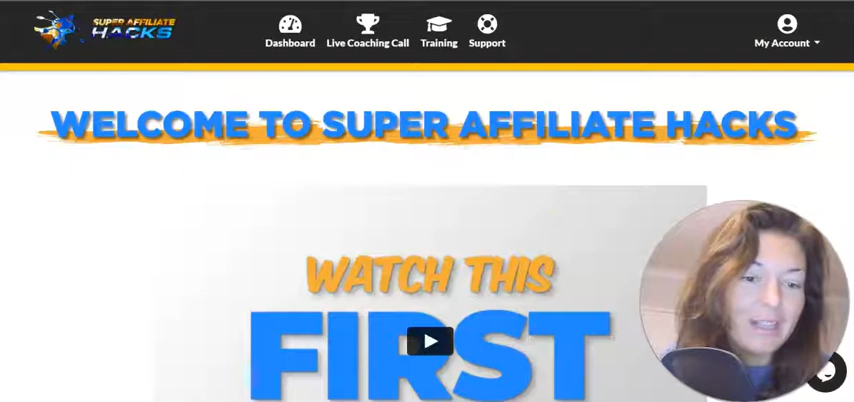 SUPER AFFILIATE
HACKS
Dashboard
Live Coaching Call
Training
Support
My Account
WELCOME TO SUPER AFFILIATE HACKS
WATCH THIS
FIRST